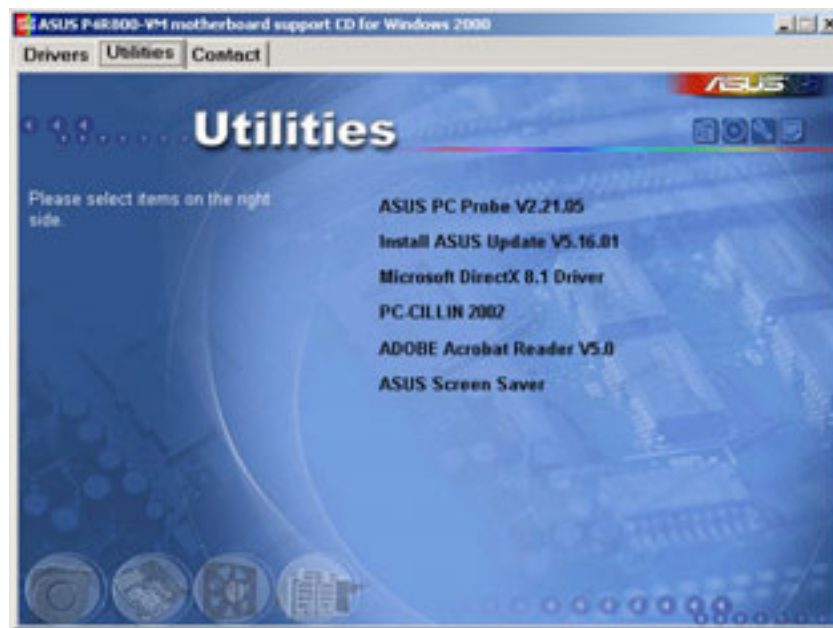 ASUS P4R800-VM motherboard support CD for Windows 2000
Drivers Utilities Contact
ASUS
Utilities
Please select items on the right
side.
ASUS PC Probe V2.21.05
Install ASUS Update V5.16.01
Microsoft DirectX 8.1 Driver
PC-CILLIN 2002
ADOBE Acrobat Reader V5.0
ASUS Screen Saver